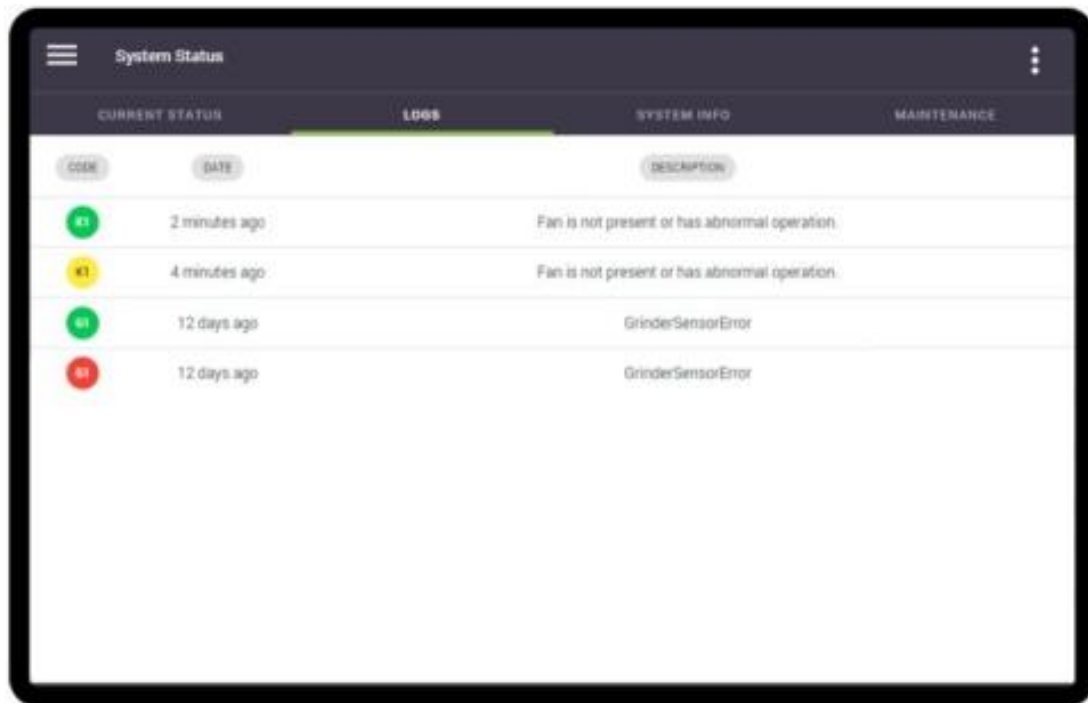 System Status
CURRENT STATUS LOGS SYSTEM INFO MAINTENANCE
CODE DATE DESCRIPTION
K1 2 minutes ago Fan is not present or has abnormal operation
K1 4 minutes ago Fan is not present or has abnormal operation
12 days ago GrinderSensorError
12 days ago GrinderSensorError